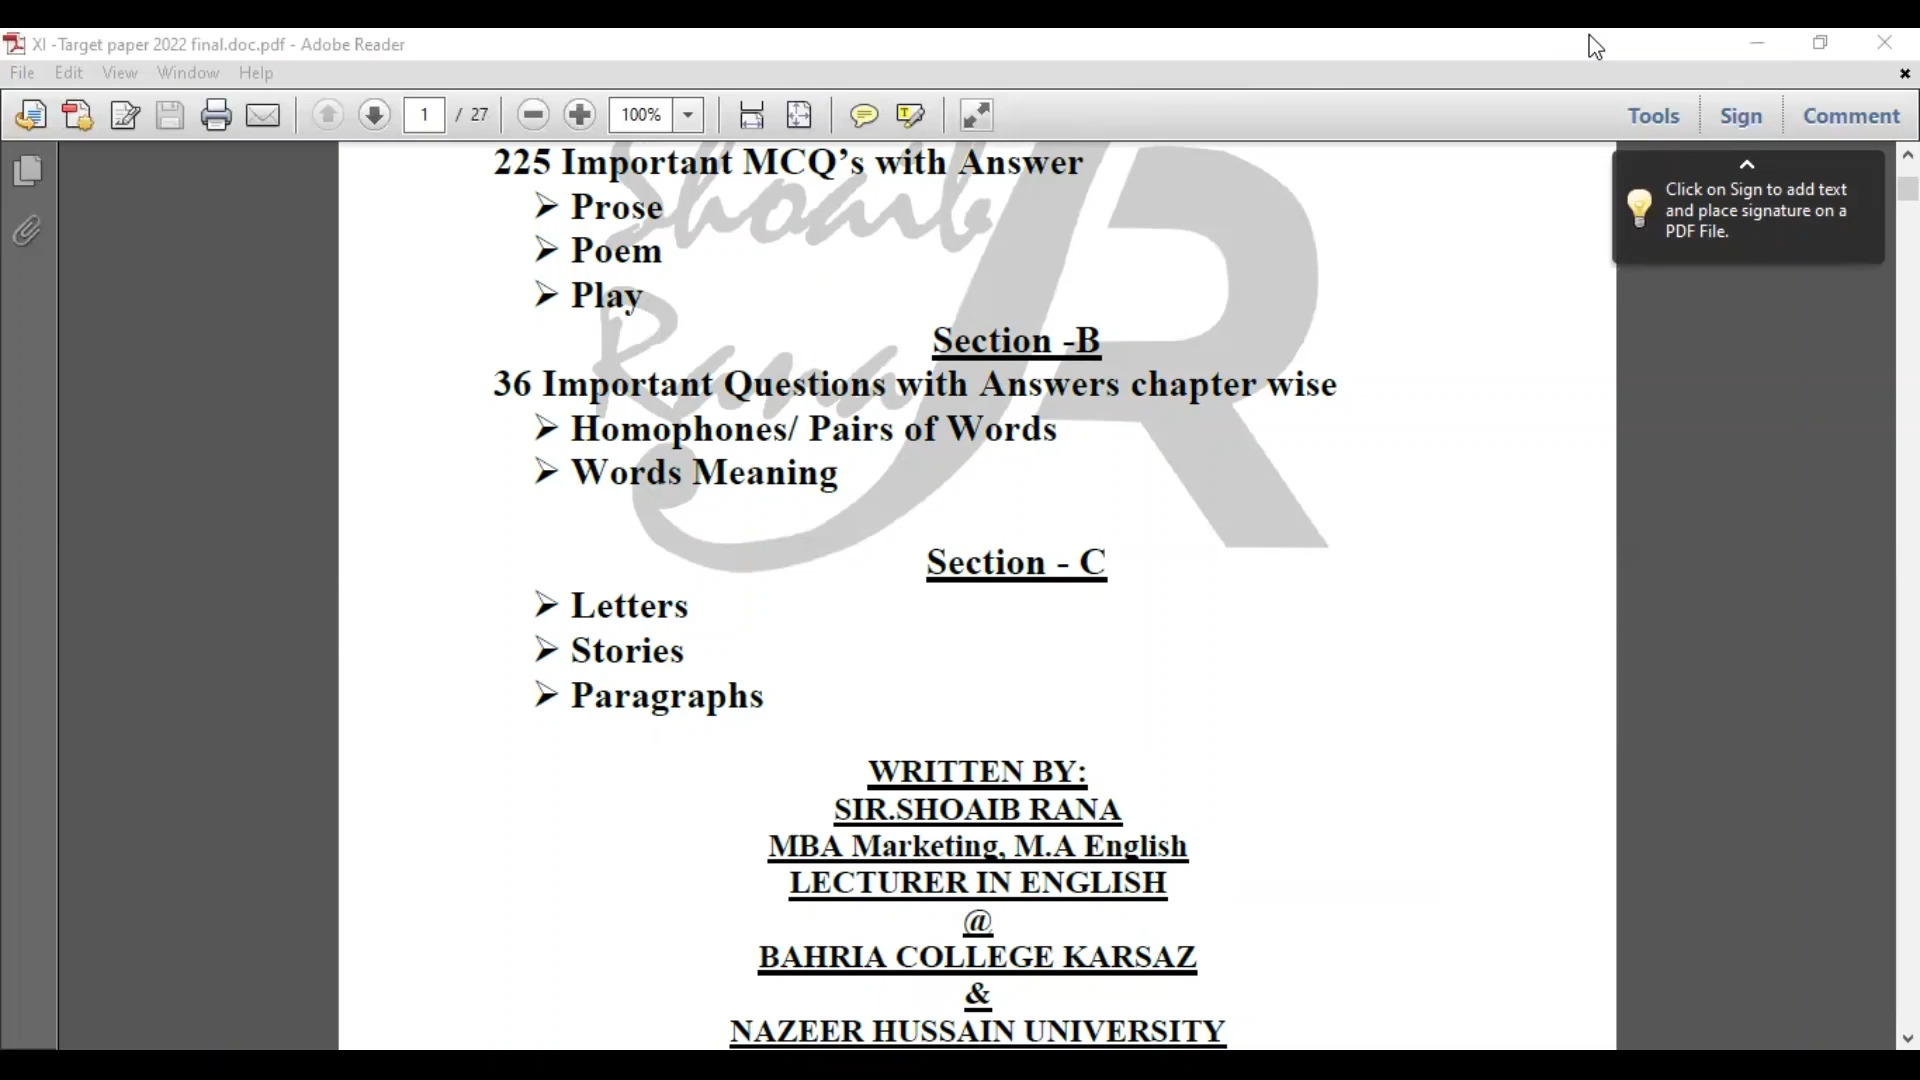 XI -Target paper 2022 final.doc.pdf - Adobe Reader
File Edit View Window Help
1 / 27 100% Tools Sign Comment
Click on Sign to add text
and place signature on a
PDF File.
Shoaib
Rana
JR
225 Important MCQ’s with Answer
➢ Prose
➢ Poem
➢ Play
Section -B
36 Important Questions with Answers chapter wise
➢ Homophones/ Pairs of Words
➢ Words Meaning
Section - C
➢ Letters
➢ Stories
➢ Paragraphs
WRITTEN BY:
SIR.SHOAIB RANA
MBA Marketing, M.A English
LECTURER IN ENGLISH
@
BAHRIA COLLEGE KARSAZ
&
NAZEER HUSSAIN UNIVERSITY